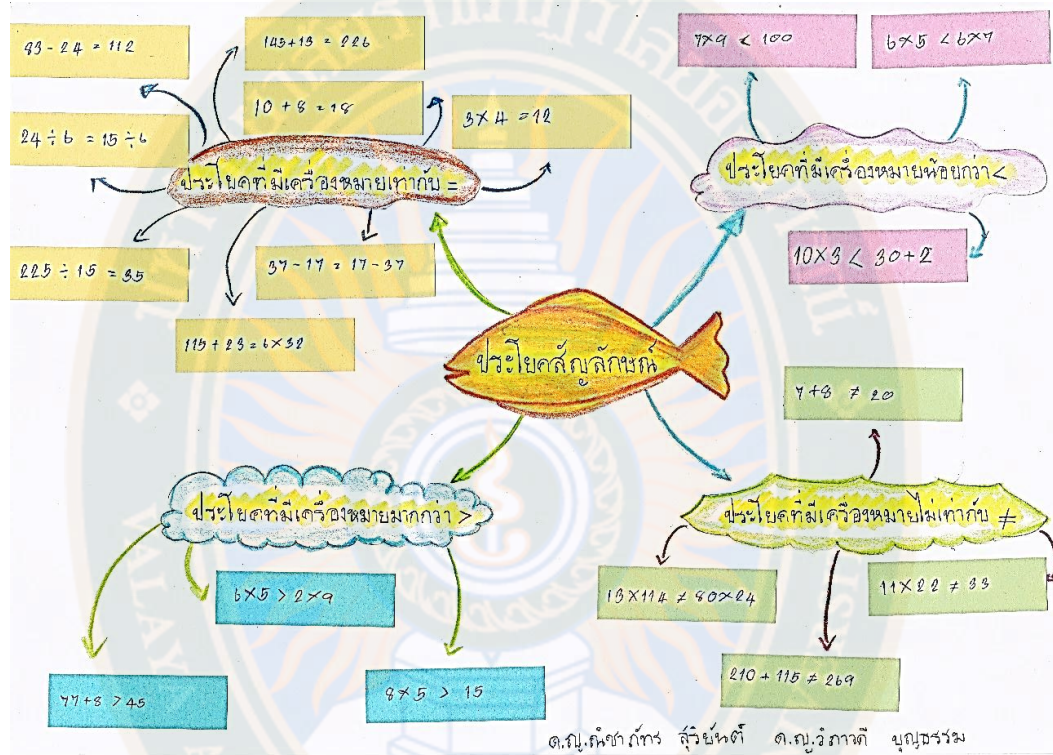 83 - 24 = 112
145+13 = 226
10 + 8 = 18
3 × 4 = 12
24 ÷ 6 = 15 ÷ 6
ประโยคที่มีเครื่องหมายเท่ากับ =
225 ÷ 15 = 35
37 - 17 = 17 - 37
115 + 23 = 6 × 32
7×9 < 100
6×5 < 6×7
ประโยคที่มีเครื่องหมายน้อยกว่า <
10×3 < 30+2
ประโยคสัญลักษณ์
7+8 ≠ 20
ประโยคที่มีเครื่องหมายมากกว่า >
6×5 > 2×9
77+8 > 45
8×5 > 15
ประโยคที่มีเครื่องหมายไม่เท่ากับ ≠
13×114 ≠ 80×24
11×22 ≠ 33
210 + 115 ≠ 269
ด.ญ.ณิชาภัทร สุริยันต์ ด.ญ.วิภาวดี บุญธรรม
VALAY